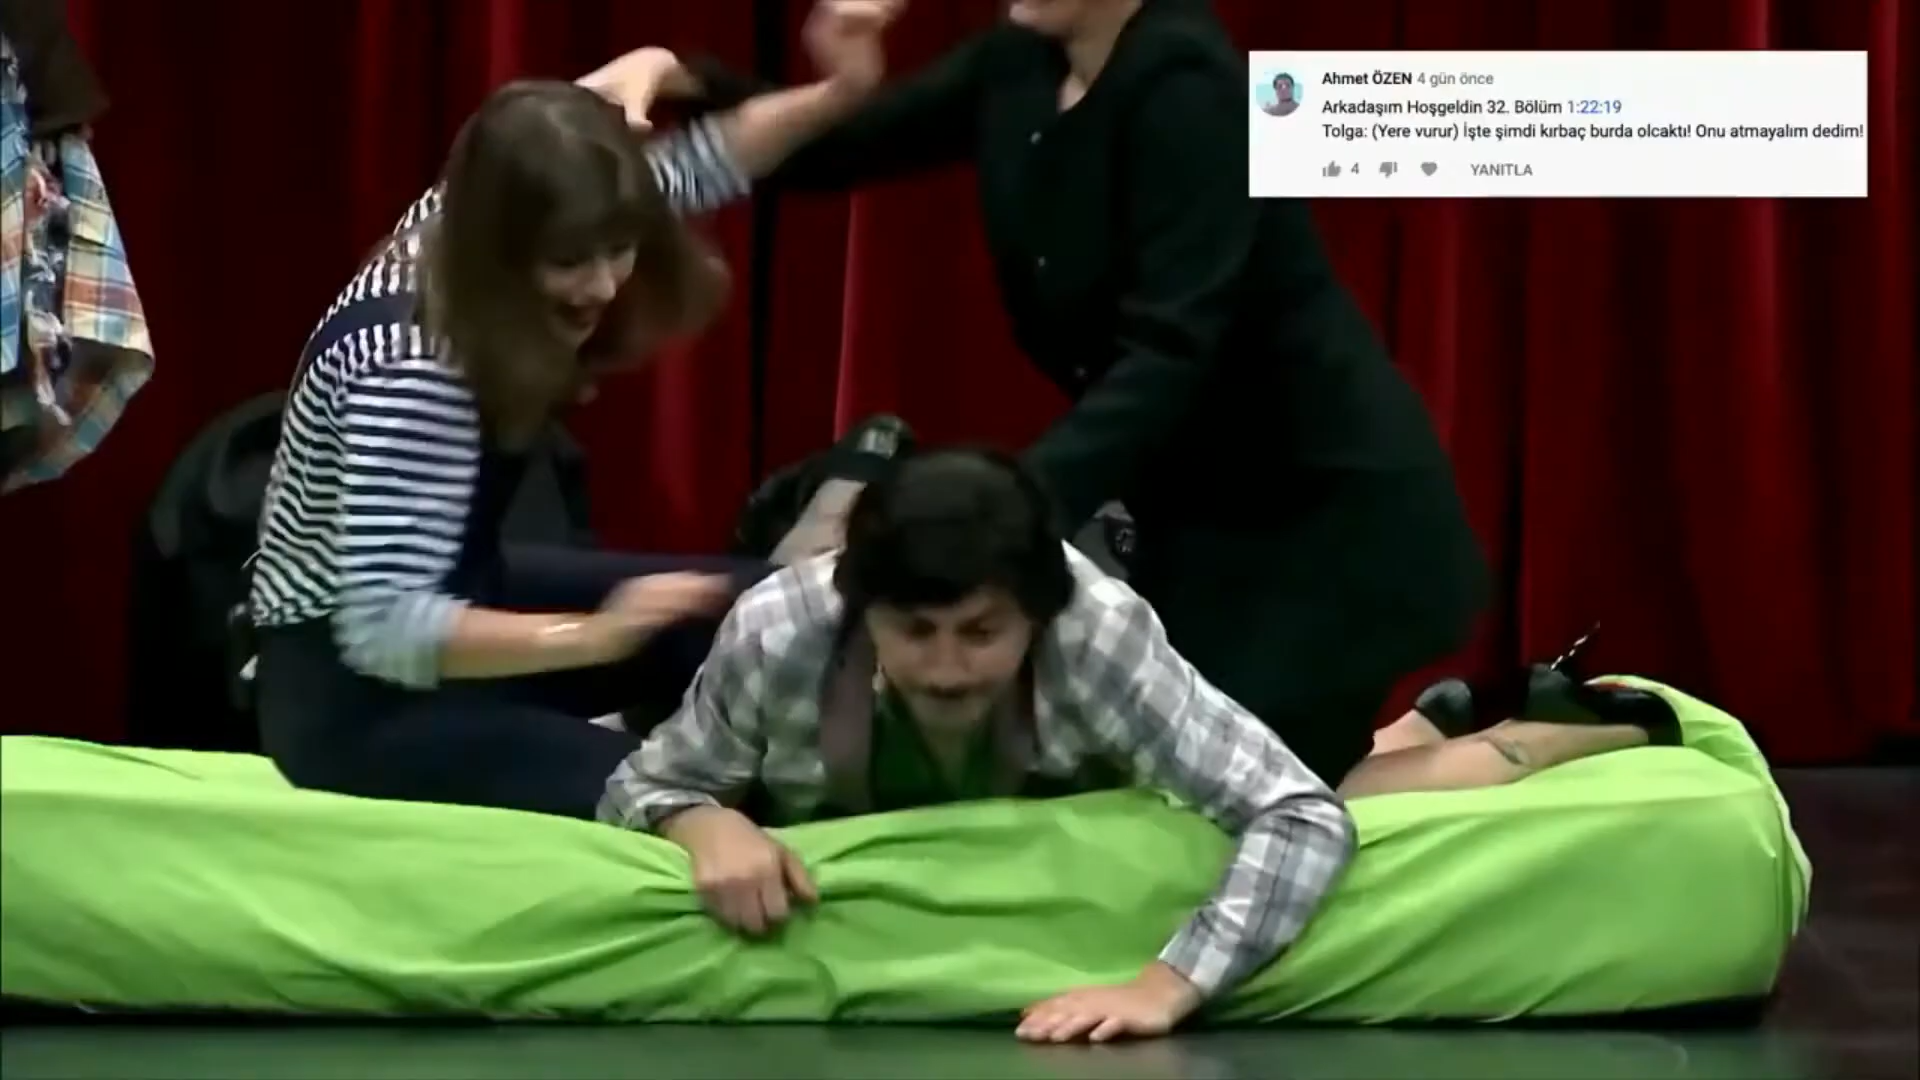 Ahmet ÖZEN 4 gün önce
Arkadaşım Hoşgeldin 32. Bölüm 1:22:19
Tolga: (Yere vurur) İşte şimdi kırbaç burda olcaktı! Onu atmayalım dedim!
4 YANITLA